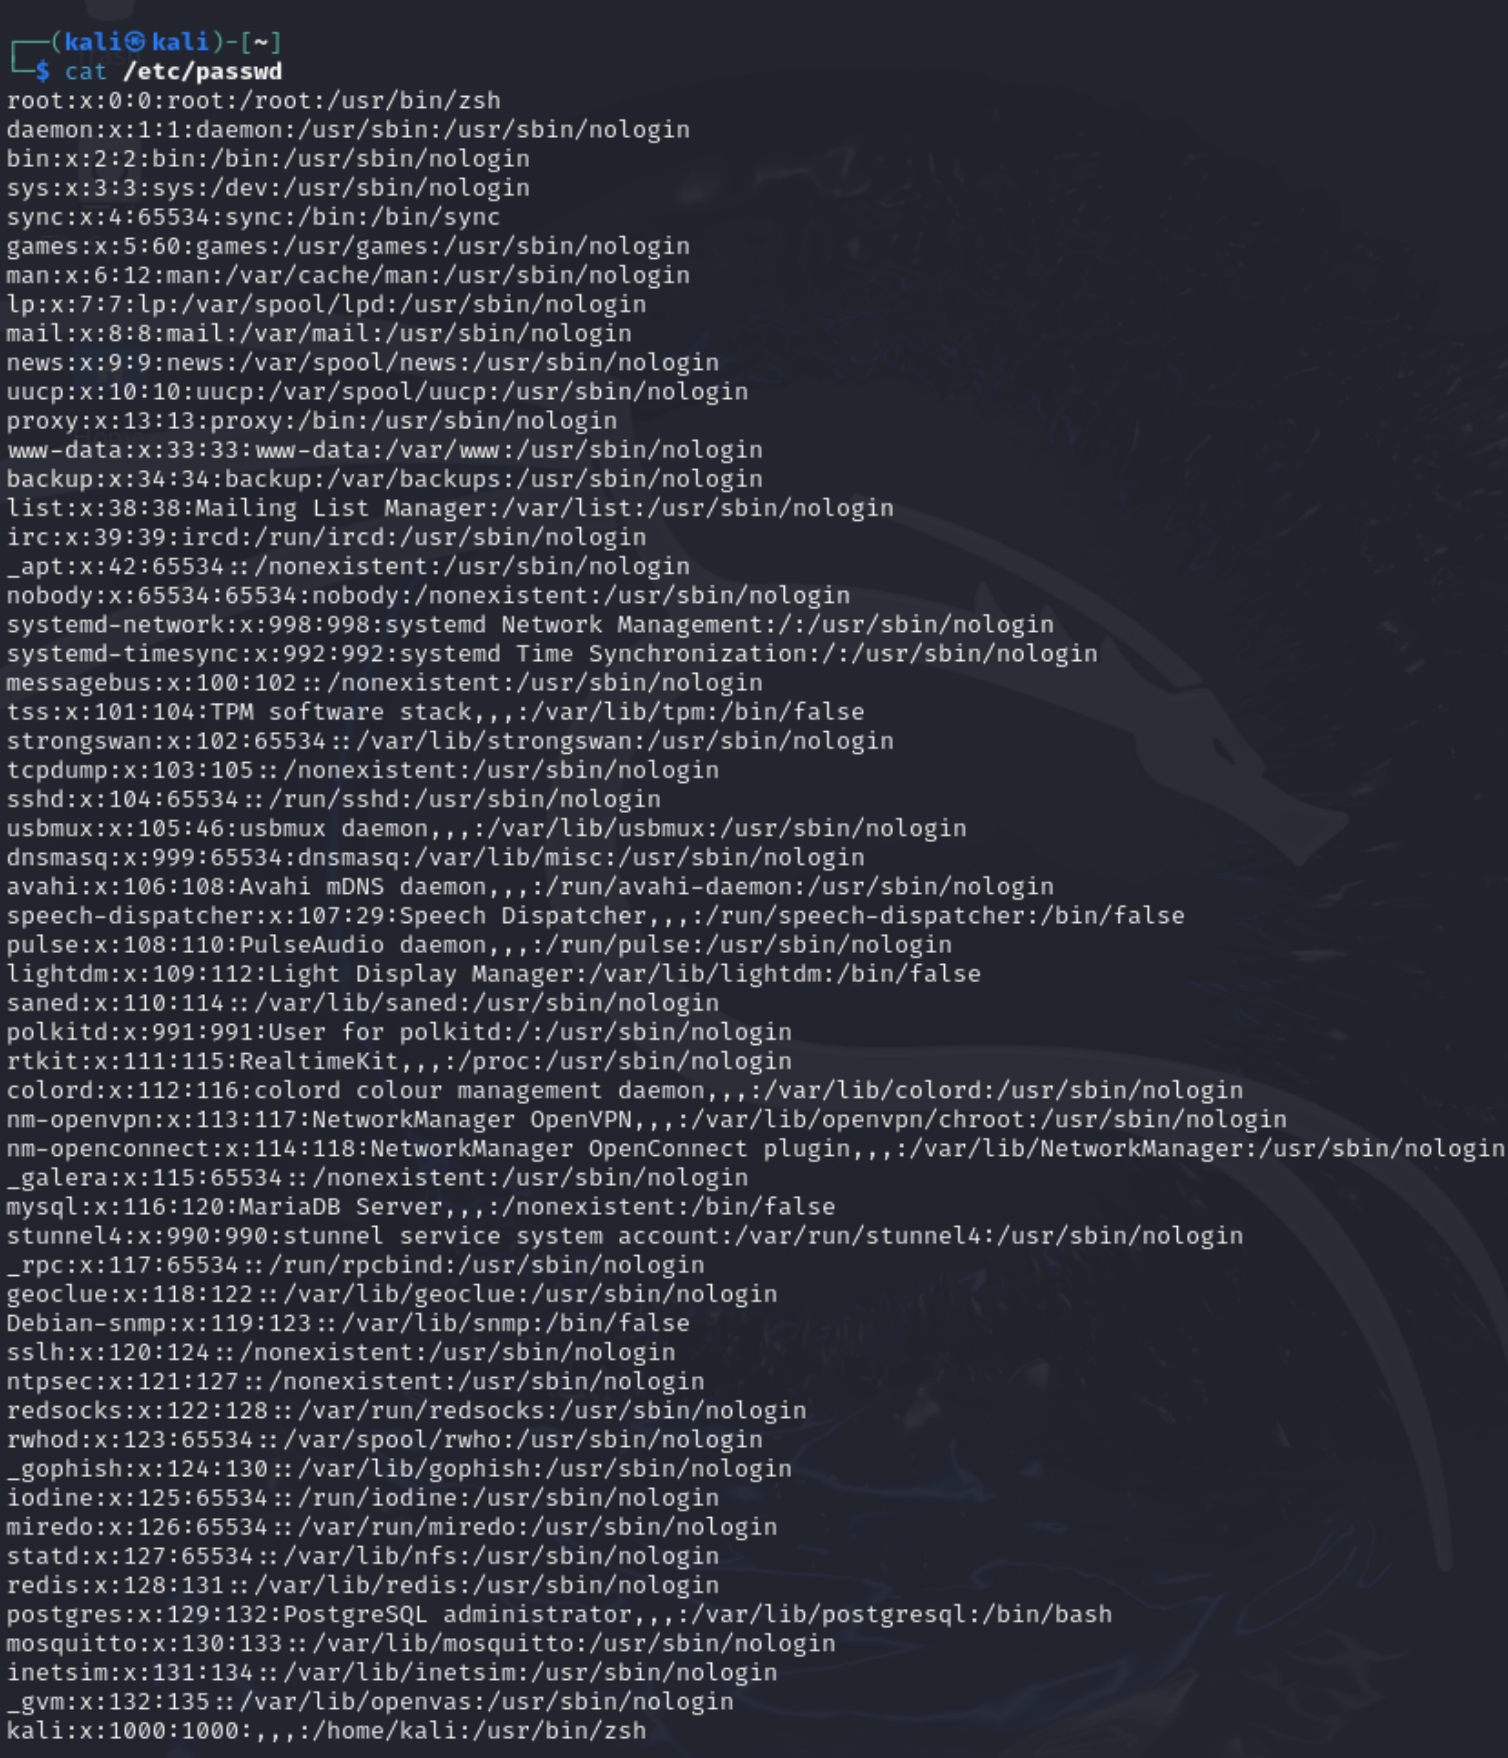 ┌──(kali㉿kali)-[~]
└─$ cat /etc/passwd
root:x:0:0:root:/root:/usr/bin/zsh
daemon:x:1:1:daemon:/usr/sbin:/usr/sbin/nologin
bin:x:2:2:bin:/bin:/usr/sbin/nologin
sys:x:3:3:sys:/dev:/usr/sbin/nologin
sync:x:4:65534:sync:/bin:/bin/sync
games:x:5:60:games:/usr/games:/usr/sbin/nologin
man:x:6:12:man:/var/cache/man:/usr/sbin/nologin
lp:x:7:7:lp:/var/spool/lpd:/usr/sbin/nologin
mail:x:8:8:mail:/var/mail:/usr/sbin/nologin
news:x:9:9:news:/var/spool/news:/usr/sbin/nologin
uucp:x:10:10:uucp:/var/spool/uucp:/usr/sbin/nologin
proxy:x:13:13:proxy:/bin:/usr/sbin/nologin
www-data:x:33:33:www-data:/var/www:/usr/sbin/nologin
backup:x:34:34:backup:/var/backups:/usr/sbin/nologin
list:x:38:38:Mailing List Manager:/var/list:/usr/sbin/nologin
irc:x:39:39:ircd:/run/ircd:/usr/sbin/nologin
_apt:x:42:65534::/nonexistent:/usr/sbin/nologin
nobody:x:65534:65534:nobody:/nonexistent:/usr/sbin/nologin
systemd-network:x:998:998:systemd Network Management:/:/usr/sbin/nologin
systemd-timesync:x:992:992:systemd Time Synchronization:/:/usr/sbin/nologin
messagebus:x:100:102::/nonexistent:/usr/sbin/nologin
tss:x:101:104:TPM software stack,,,:/var/lib/tpm:/bin/false
strongswan:x:102:65534::/var/lib/strongswan:/usr/sbin/nologin
tcpdump:x:103:105::/nonexistent:/usr/sbin/nologin
sshd:x:104:65534::/run/sshd:/usr/sbin/nologin
usbmux:x:105:46:usbmux daemon,,,:/var/lib/usbmux:/usr/sbin/nologin
dnsmasq:x:999:65534:dnsmasq:/var/lib/misc:/usr/sbin/nologin
avahi:x:106:108:Avahi mDNS daemon,,,:/run/avahi-daemon:/usr/sbin/nologin
speech-dispatcher:x:107:29:Speech Dispatcher,,,:/run/speech-dispatcher:/bin/false
pulse:x:108:110:PulseAudio daemon,,,:/run/pulse:/usr/sbin/nologin
lightdm:x:109:112:Light Display Manager:/var/lib/lightdm:/bin/false
saned:x:110:114::/var/lib/saned:/usr/sbin/nologin
polkitd:x:991:991:User for polkitd:/:/usr/sbin/nologin
rtkit:x:111:115:RealtimeKit,,,:/proc:/usr/sbin/nologin
colord:x:112:116:colord colour management daemon,,,:/var/lib/colord:/usr/sbin/nologin
nm-openvpn:x:113:117:NetworkManager OpenVPN,,,:/var/lib/openvpn/chroot:/usr/sbin/nologin
nm-openconnect:x:114:118:NetworkManager OpenConnect plugin,,,:/var/lib/NetworkManager:/usr/sbin/nologin
_galera:x:115:65534::/nonexistent:/usr/sbin/nologin
mysql:x:116:120:MariaDB Server,,,:/nonexistent:/bin/false
stunnel4:x:990:990:stunnel service system account:/var/run/stunnel4:/usr/sbin/nologin
_rpc:x:117:65534::/run/rpcbind:/usr/sbin/nologin
geoclue:x:118:122::/var/lib/geoclue:/usr/sbin/nologin
Debian-snmp:x:119:123::/var/lib/snmp:/bin/false
sslh:x:120:124::/nonexistent:/usr/sbin/nologin
ntpsec:x:121:127::/nonexistent:/usr/sbin/nologin
redsocks:x:122:128::/var/run/redsocks:/usr/sbin/nologin
rwhod:x:123:65534::/var/spool/rwho:/usr/sbin/nologin
_gophish:x:124:130::/var/lib/gophish:/usr/sbin/nologin
iodine:x:125:65534::/run/iodine:/usr/sbin/nologin
miredo:x:126:65534::/var/run/miredo:/usr/sbin/nologin
statd:x:127:65534::/var/lib/nfs:/usr/sbin/nologin
redis:x:128:131::/var/lib/redis:/usr/sbin/nologin
postgres:x:129:132:PostgreSQL administrator,,,:/var/lib/postgresql:/bin/bash
mosquitto:x:130:133::/var/lib/mosquitto:/usr/sbin/nologin
inetsim:x:131:134::/var/lib/inetsim:/usr/sbin/nologin
_gvm:x:132:135::/var/lib/openvas:/usr/sbin/nologin
kali:x:1000:1000:,,,:/home/kali:/usr/bin/zsh